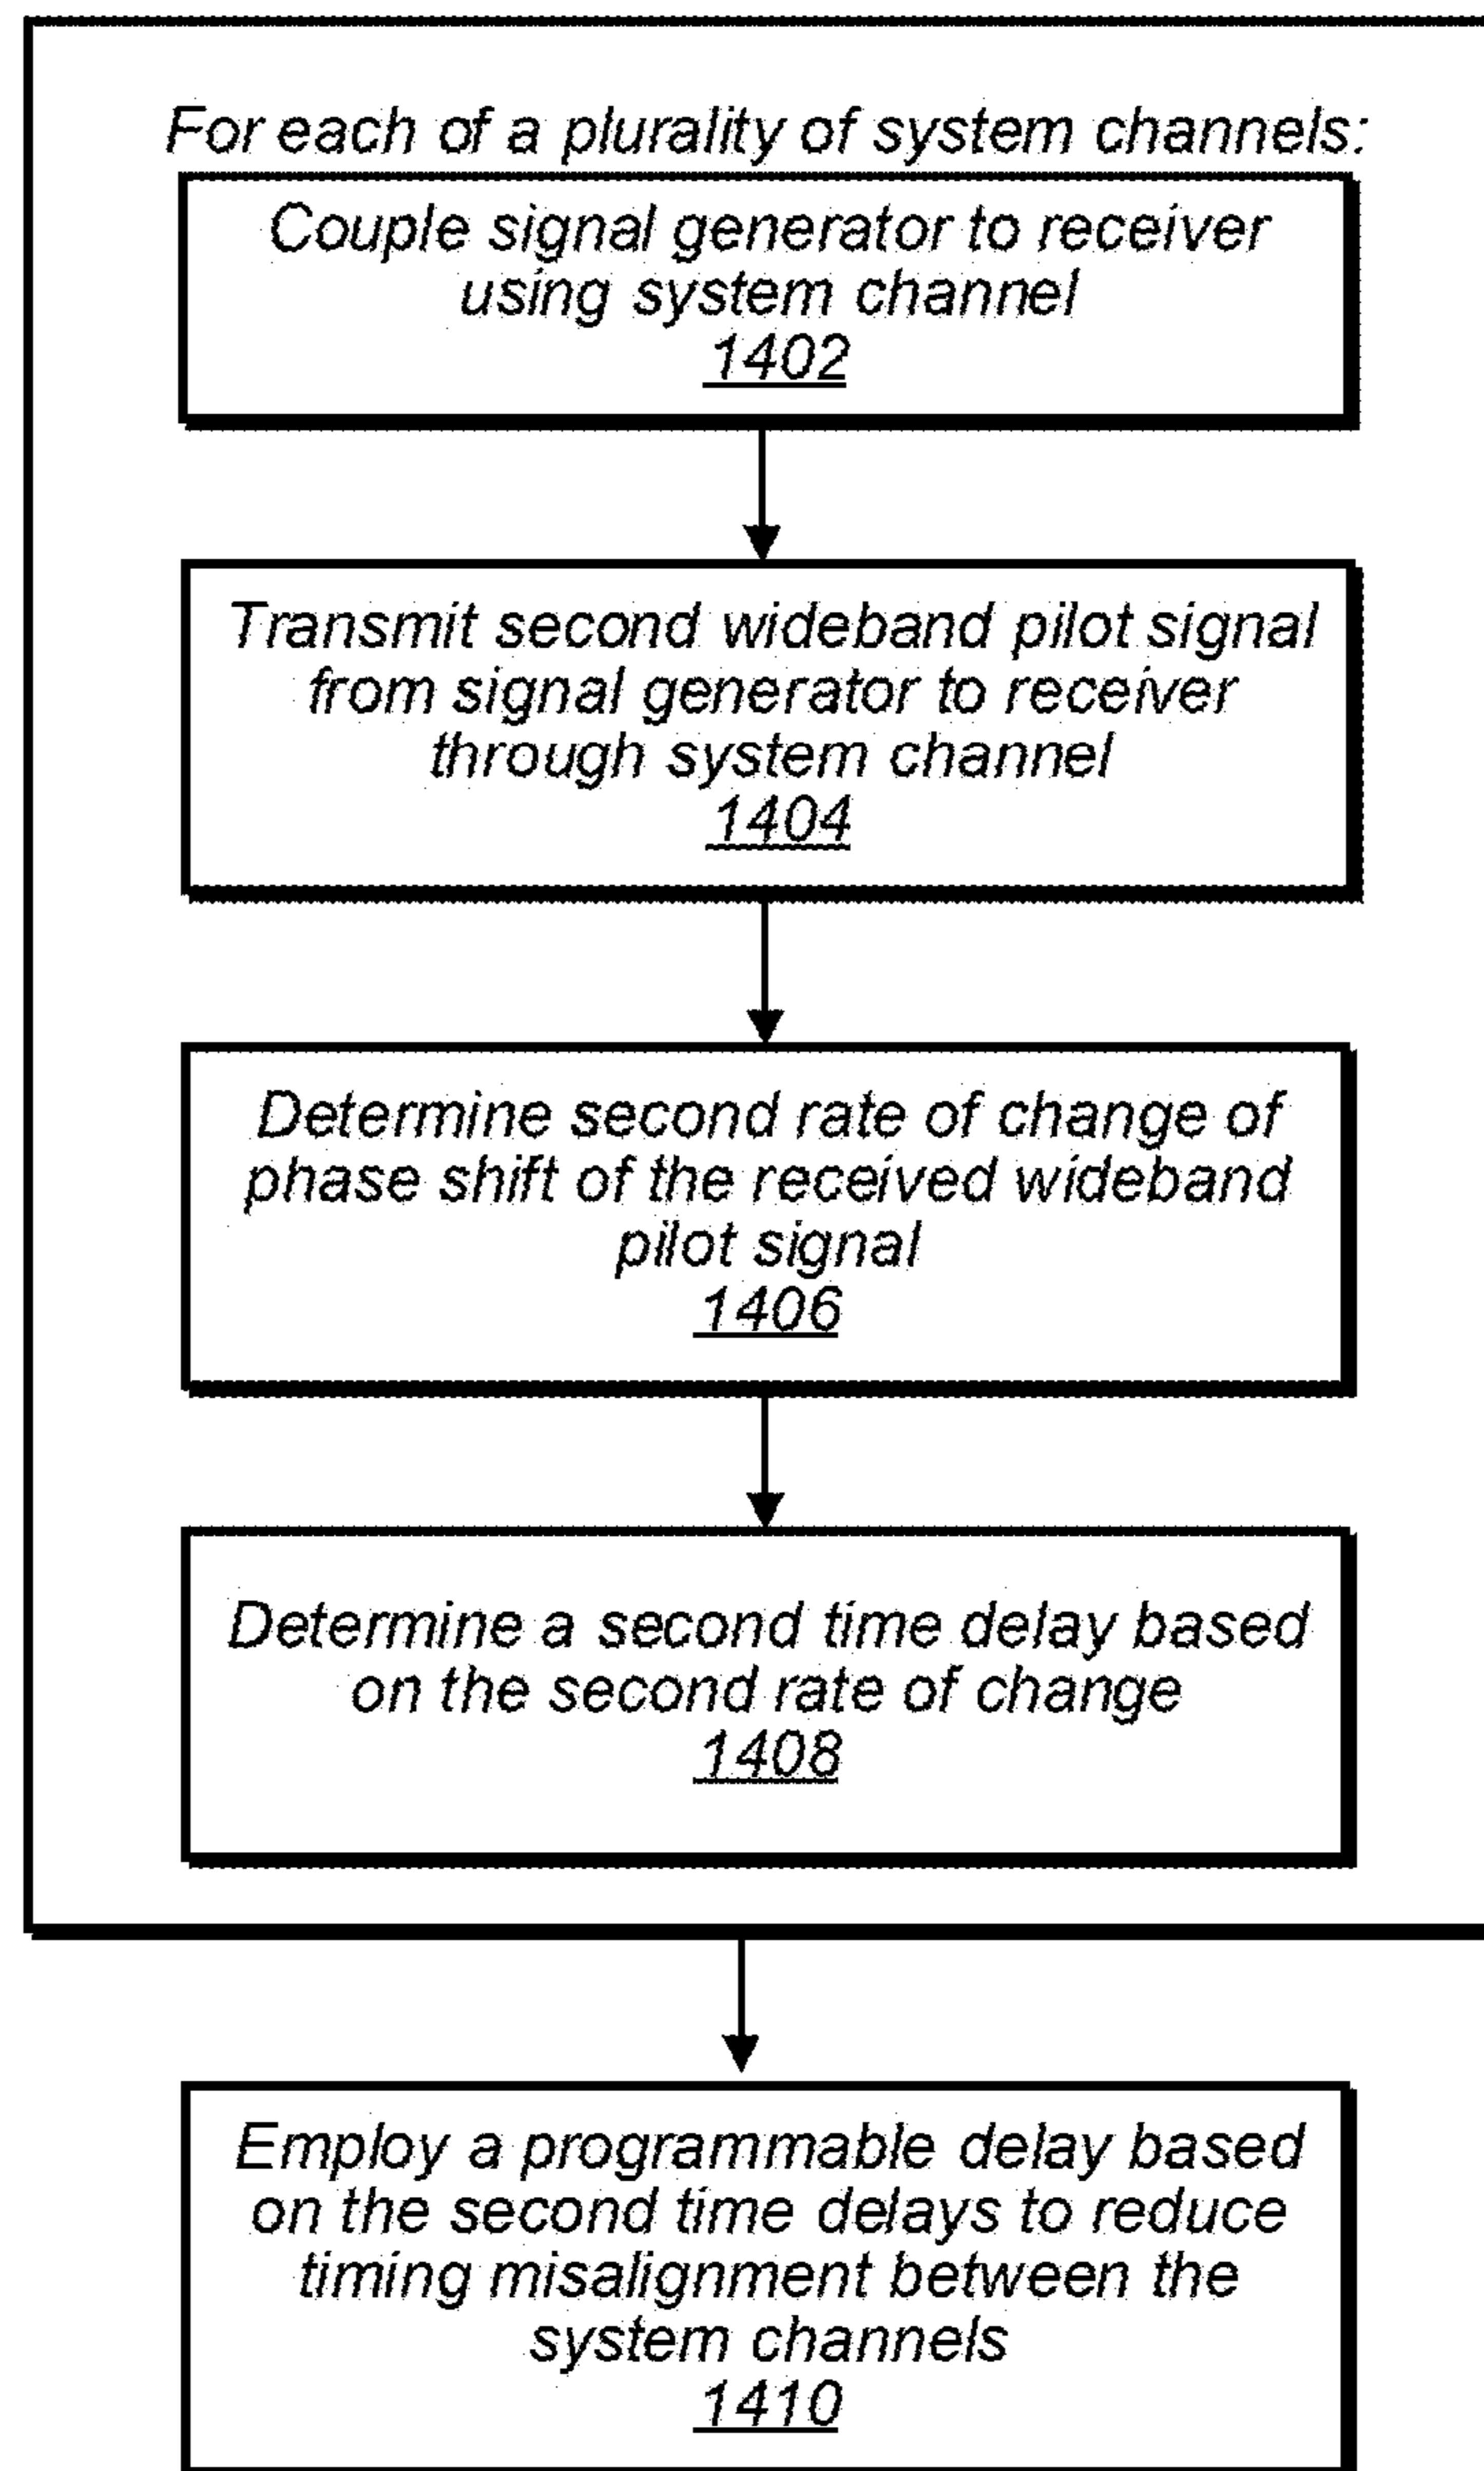 For each of a plurality of system channels:
Couple signal generator to receiver
using system channel
1402
Transmit second wideband pilot signal
from signal generator to receiver
through system channel
1404
Determine second rate of change of
phase shift of the received wideband
pilot signal
1406
Determine a second time delay based
on the second rate of change
1408
Employ a programmable delay based
on the second time delays to reduce
timing misalignment between the
system channels
1410